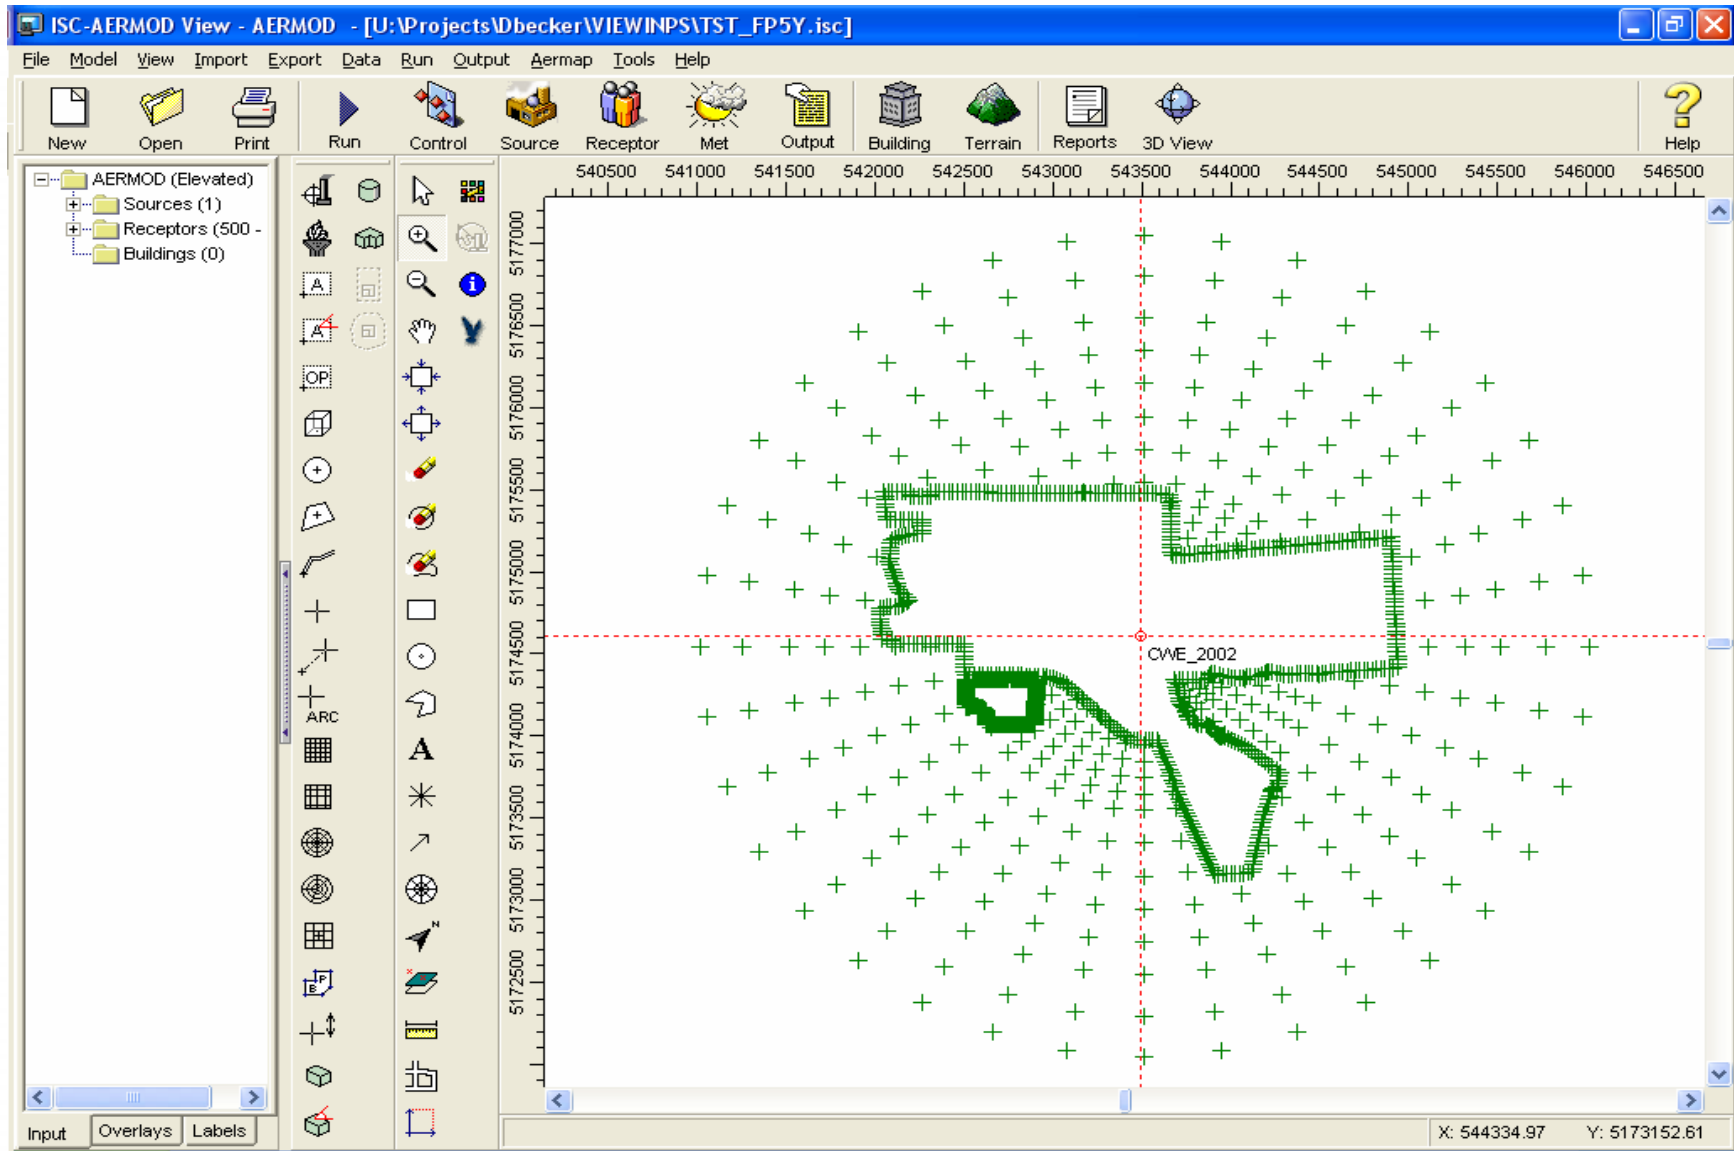 ISC-AERMOD View - AERMOD - [U:\Projects\Dbecker\VIEWINPS\TST_FP5Y.isc]
File Model View Import Export Data Run Output Aermap Tools Help
New Open Print Run Control Source Receptor Met Output Building Terrain Reports 3D View Help
AERMOD (Elevated)
Sources (1)
Receptors (500 -
Buildings (0)
540500 541000 541500 542000 542500 543000 543500 544000 544500 545000 545500 546000 546500
5177000
5176500
5176000
5175500
5175000
5174500
5174000
5173500
5173000
5172500
A
A
OP
ARC
A
N
P
B
CWE_2002
Input Overlays Labels
X: 544334.97 Y: 5173152.61